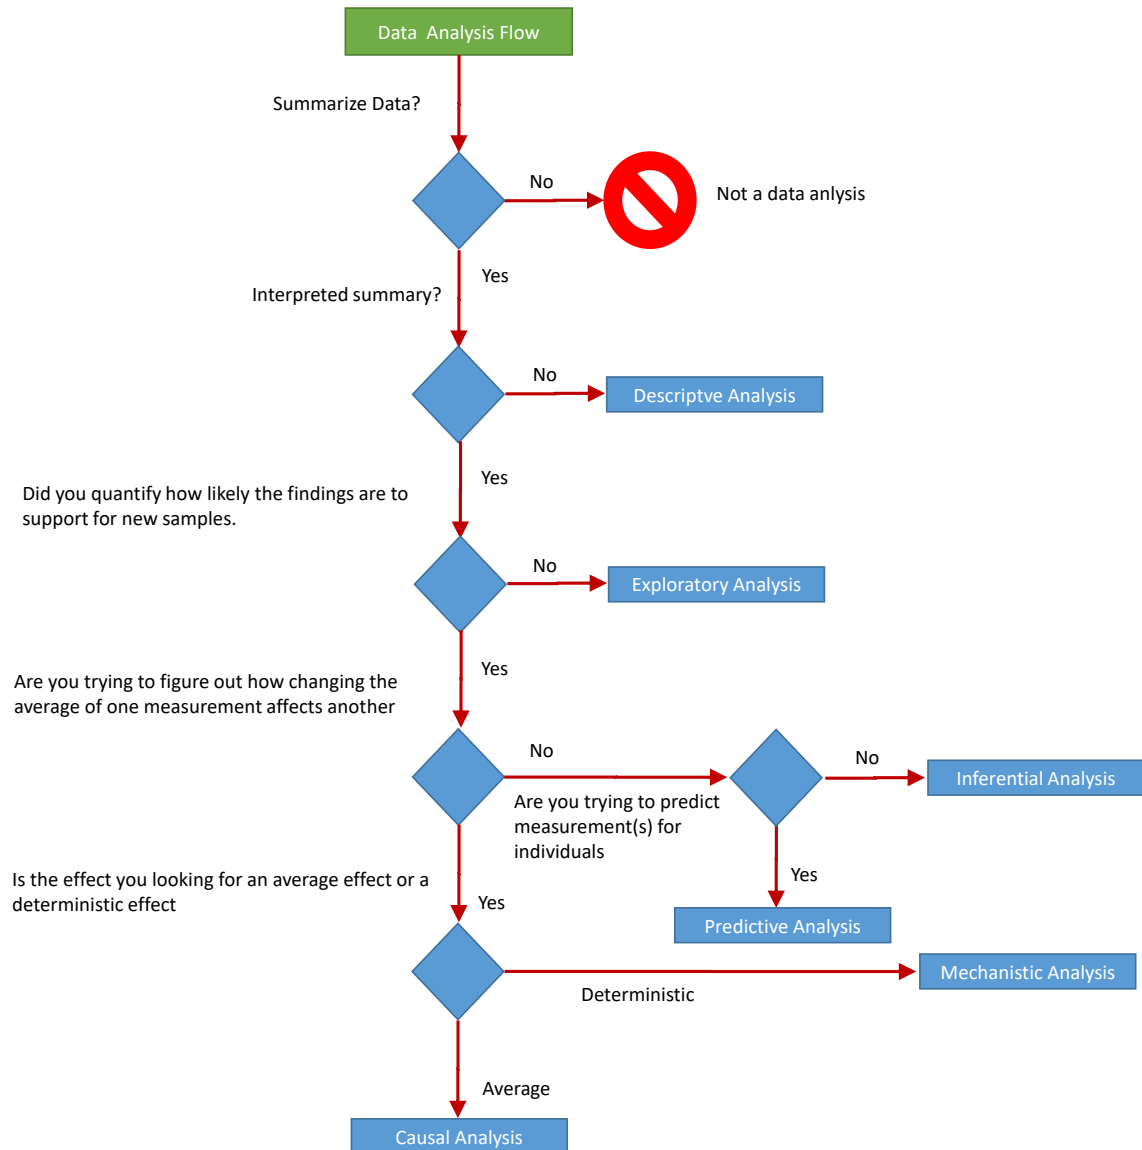 Data Analysis Flow
Summarize Data?
No
Not a data anlysis
Yes
Interpreted summary?
No
Descriptve Analysis
Yes
Did you quantify how likely the findings are to
support for new samples.
No
Exploratory Analysis
Yes
Are you trying to figure out how changing the
average of one measurement affects another
No
No
Inferential Analysis
Are you trying to predict
measurement(s) for
individuals
Yes
Predictive Analysis
Is the effect you looking for an average effect or a
deterministic effect
Yes
Mechanistic Analysis
Deterministic
Average
Causal Analysis